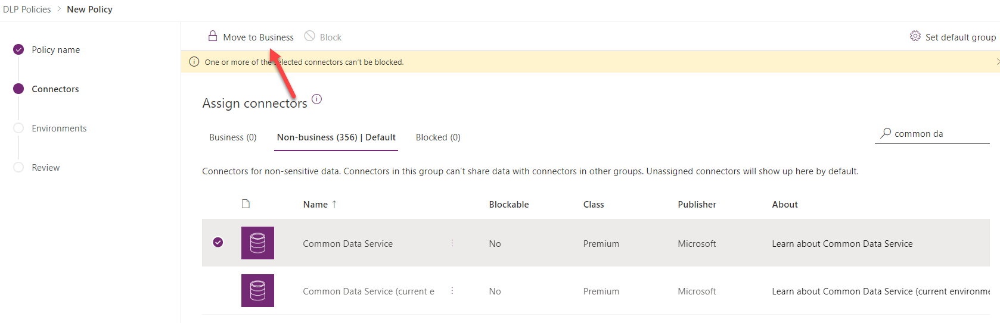 DLP Policies > New Policy
Move to Business Block Set default group
Policy name
One or more of the selected connectors can't be blocked.
Connectors
Assign connectors
Environments
Business (0) Non-business (356) | Default Blocked (0) common da
Review
Connectors for non-sensitive data. Connectors in this group can't share data with connectors in other groups. Unassigned connectors will show up here by default.
Name ↑ Blockable Class Publisher About
Common Data Service No Premium Microsoft Learn about Common Data Service
Common Data Service (current e No Premium Microsoft Learn about Common Data Service (current environme